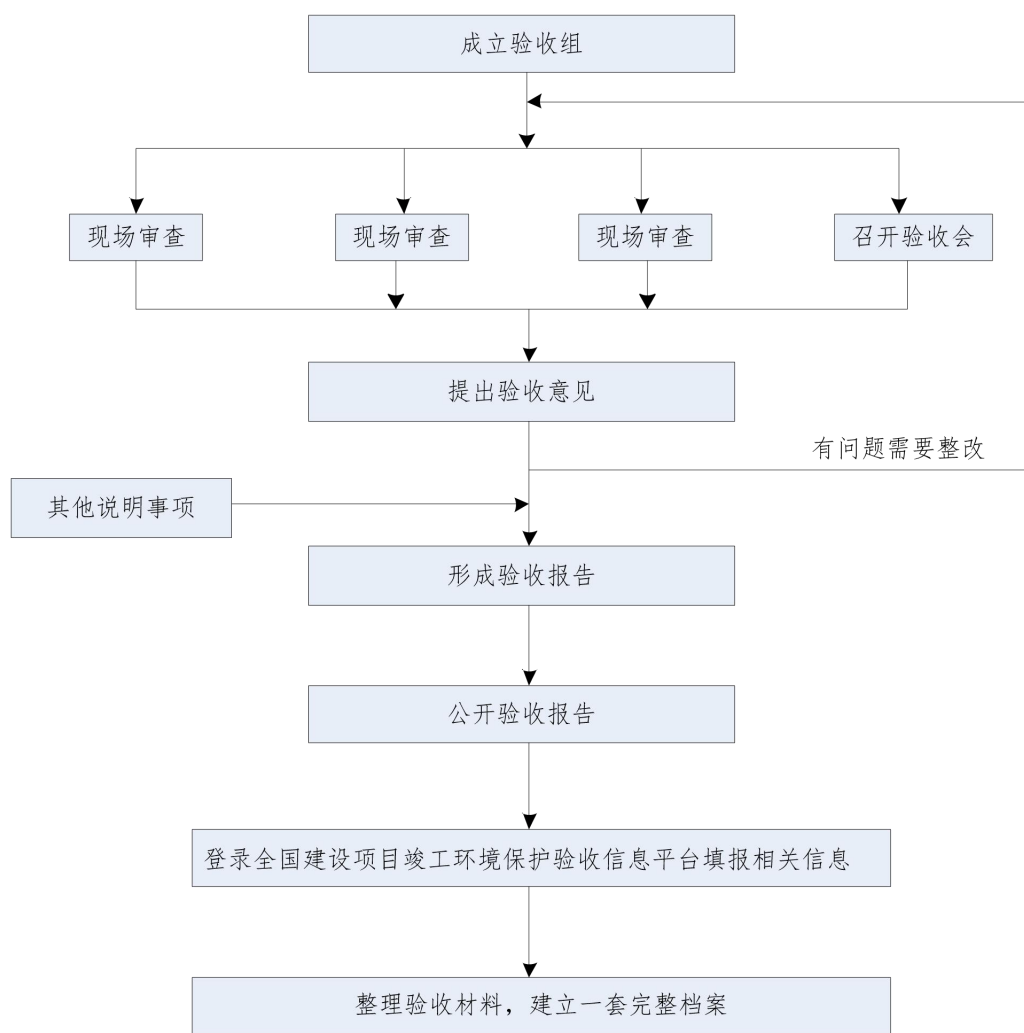 成立验收组
现场审查
现场审查
现场审查
召开验收会
提出验收意见
有问题需要整改
其他说明事项
形成验收报告
公开验收报告
登录全国建设项目竣工环境保护验收信息平台填报相关信息
整理验收材料，建立一套完整档案